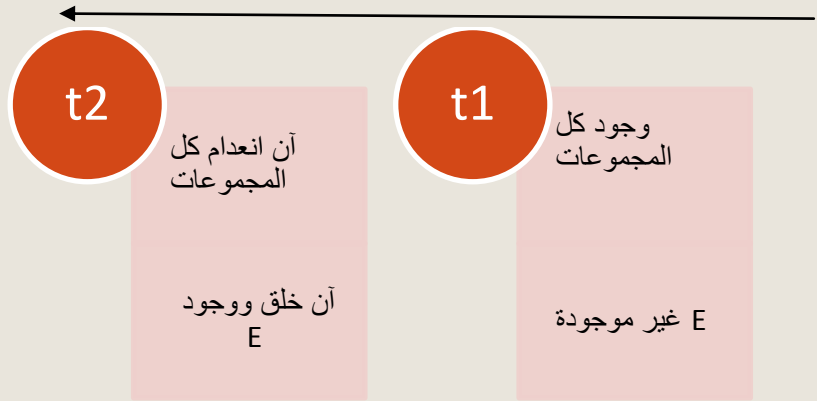 t1
وجود كل
المجموعات
E غير موجودة
t2
آن انعدام كل
المجموعات
آن خلق ووجود
E